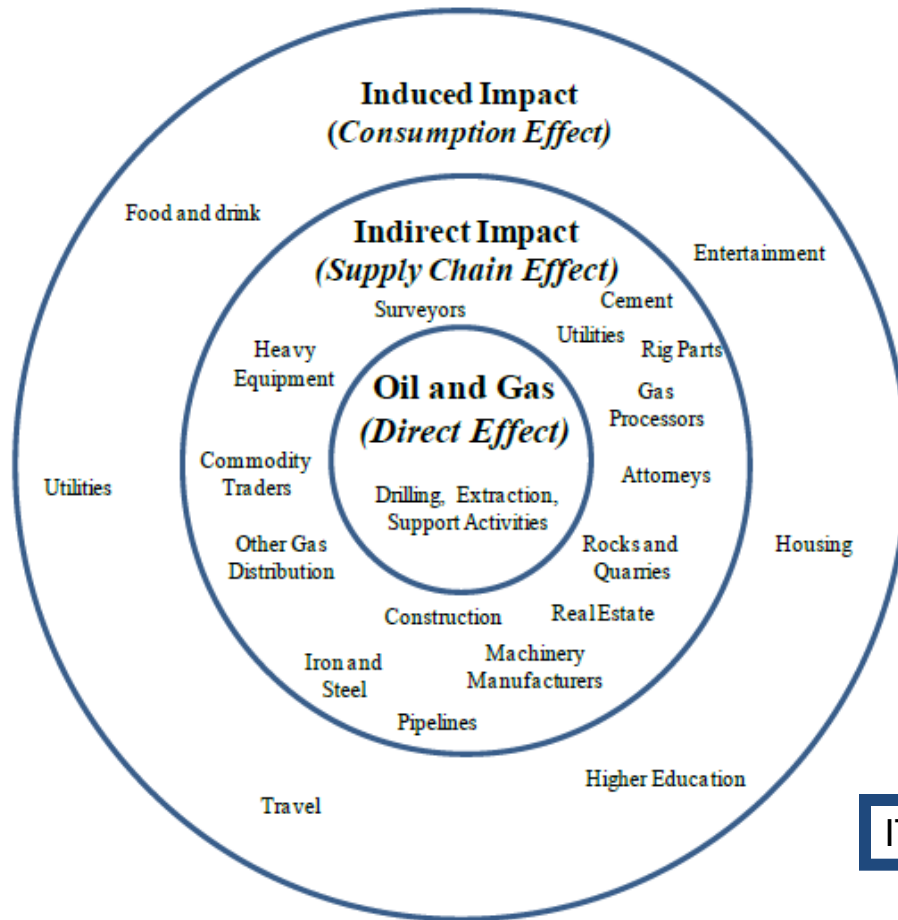 Induced Impact
(Consumption Effect)
Food and drink
Indirect Impact
(Supply Chain Effect)
Entertainment
Surveyors
Cement
Utilities
Rig Parts
Heavy
Equipment
Oil and Gas
(Direct Effect)
Gas
Processors
Commodity
Traders
Attorneys
Utilities
Drilling, Extraction,
Support Activities
Other Gas
Distribution
Rocks and
Quarries
Housing
Construction
Real Estate
Iron and
Steel
Machinery
Manufacturers
Pipelines
Higher Education
Travel